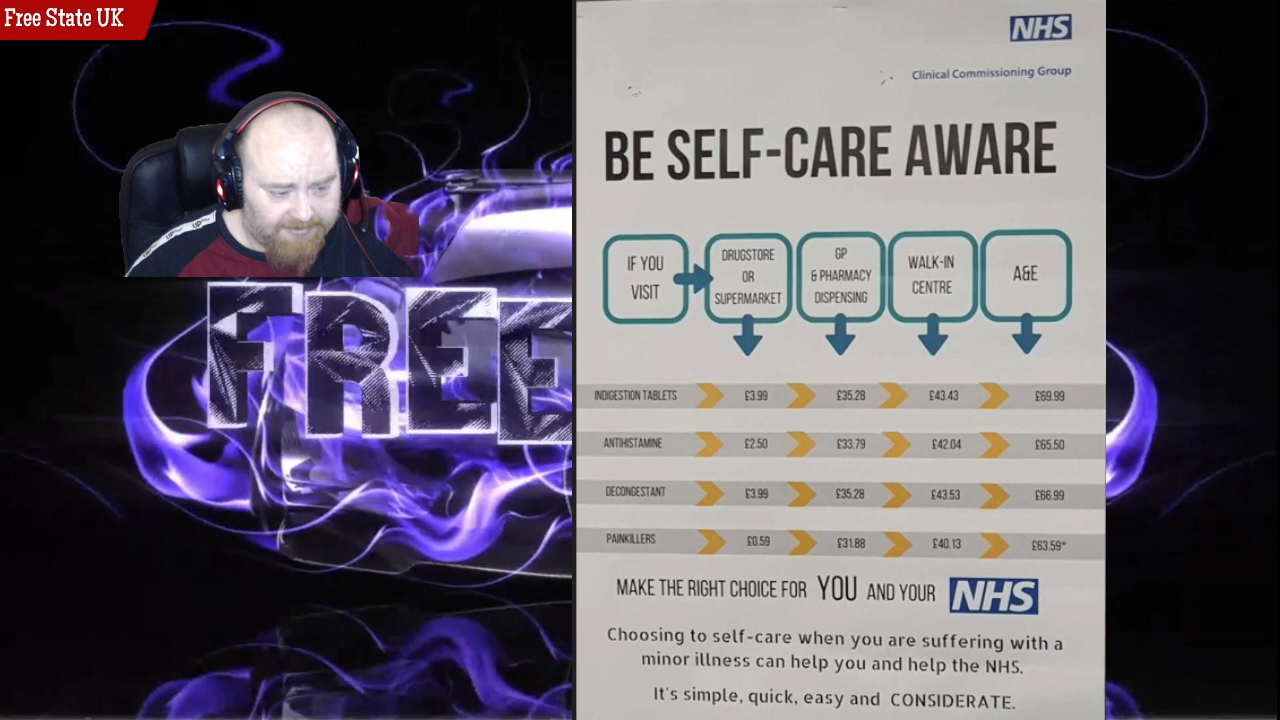 Free State UK
FREE
NHS
Clinical Commissioning Group
BE SELF-CARE AWARE
IF YOU
VISIT
DRUGSTORE
OR
SUPERMARKET
GP
& PHARMACY
DISPENSING
WALK-IN
CENTRE
A&E
INDIGESTION TABLETS £3.99 £35.28 £43.43 £69.99
ANTIHISTAMINE £2.50 £33.79 £42.04 £65.50
DECONGESTANT £3.99 £35.28 £43.53 £66.99
PAINKILLERS £0.59 £31.88 £40.13 £63.59*
MAKE THE RIGHT CHOICE FOR YOU AND YOUR NHS
Choosing to self-care when you are suffering with a
minor illness can help you and help the NHS.
It's simple, quick, easy and CONSIDERATE.